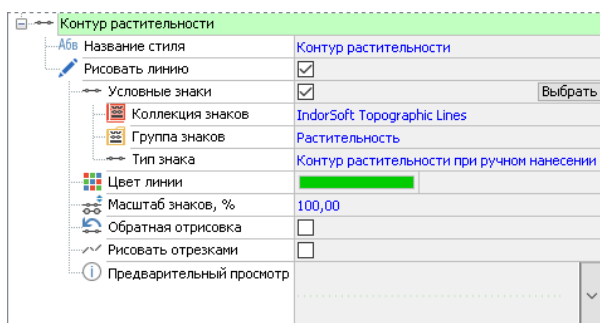 Контур растительности
Абв Название стиля Контур растительности
Рисовать линию
Условные знаки Выбрать
Коллекция знаков IndorSoft Topographic Lines
Группа знаков Растительность
Тип знака Контур растительности при ручном нанесении
Цвет линии
Масштаб знаков, % 100,00
Обратная отрисовка
Рисовать отрезками
Предварительный просмотр